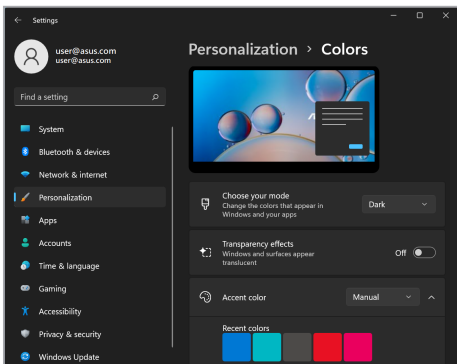 Settings
user@asus.com
user@asus.com
Find a setting
System
Bluetooth & devices
Network & internet
Personalization
Apps
Accounts
Time & language
Gaming
Accessibility
Privacy & security
Windows Update
Personalization > Colors
Choose your mode
Change the colors that appear in
Windows and your apps
Dark
Transparency effects
Windows and surfaces appear
translucent
Off
Accent color
Manual
Recent colors